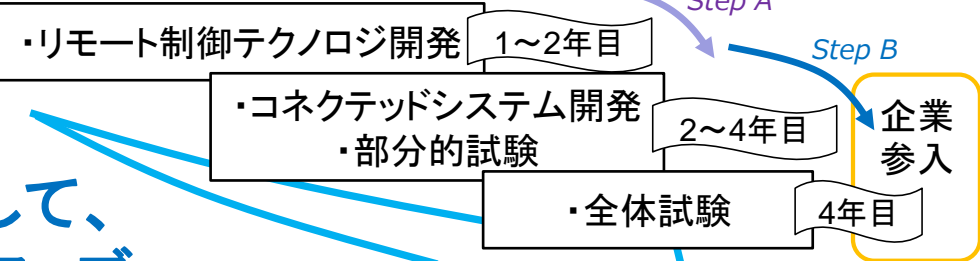 Step A
・リモート制御テクノロジ開発
1～2年目
Step B
・コネクテッドシステム開発
・部分的試験
2～4年目
企業
参入
・全体試験
4年目
して、